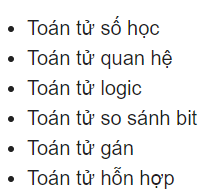 Toán tử số học
Toán tử quan hệ
Toán tử logic
Toán tử so sánh bit
Toán tử gán
Toán tử hỗn hợp